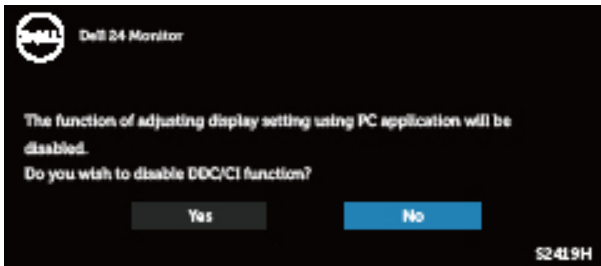 DELL
Dell 24 Monitor
The function of adjusting display setting using PC application will be
disabled.
Do you wish to disable DDC/CI function?
Yes
No
S2419H